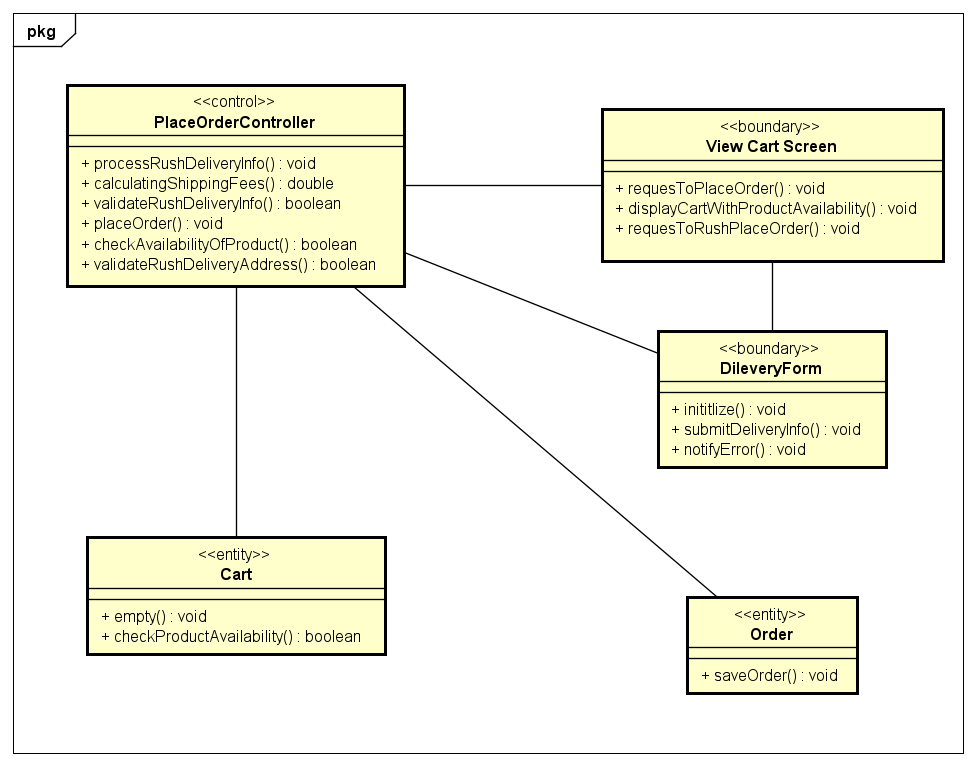 pkg
<<control>>
PlaceOrderController
+ processRushDeliveryInfo() : void
+ calculatingShippingFees() : double
+ validateRushDeliveryInfo() : boolean
+ placeOrder() : void
+ checkAvailabilityOfProduct() : boolean
+ validateRushDeliveryAddress() : boolean
<<boundary>>
View Cart Screen
+ requesToPlaceOrder() : void
+ displayCartWithProductAvailability() : void
+ requesToRushPlaceOrder() : void
<<boundary>>
DileveryForm
+ inititlize() : void
+ submitDeliveryInfo() : void
+ notifyError() : void
<<entity>>
Cart
+ empty() : void
+ checkProductAvailability() : boolean
<<entity>>
Order
+ saveOrder() : void